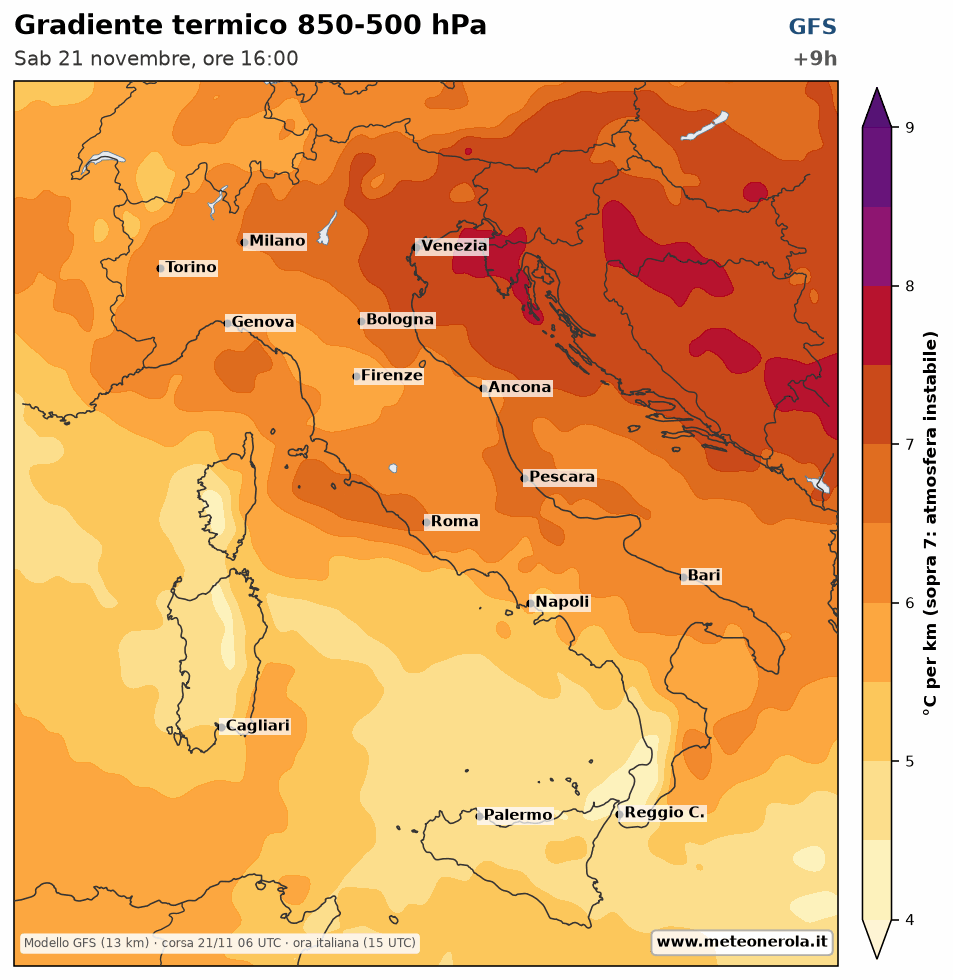 Gradiente termico 850-500 hPa
GFS
Sab 21 novembre, ore 16:00
+9h
Milano
Venezia
Torino
Genova
Bologna
Firenze
Ancona
Pescara
Roma
Bari
Napoli
Cagliari
Palermo
Reggio C.
9
8
7
6
5
4
°C per km (sopra 7: atmosfera instabile)
Modello GFS (13 km) · corsa 21/11 06 UTC · ora italiana (15 UTC)
www.meteonerola.it